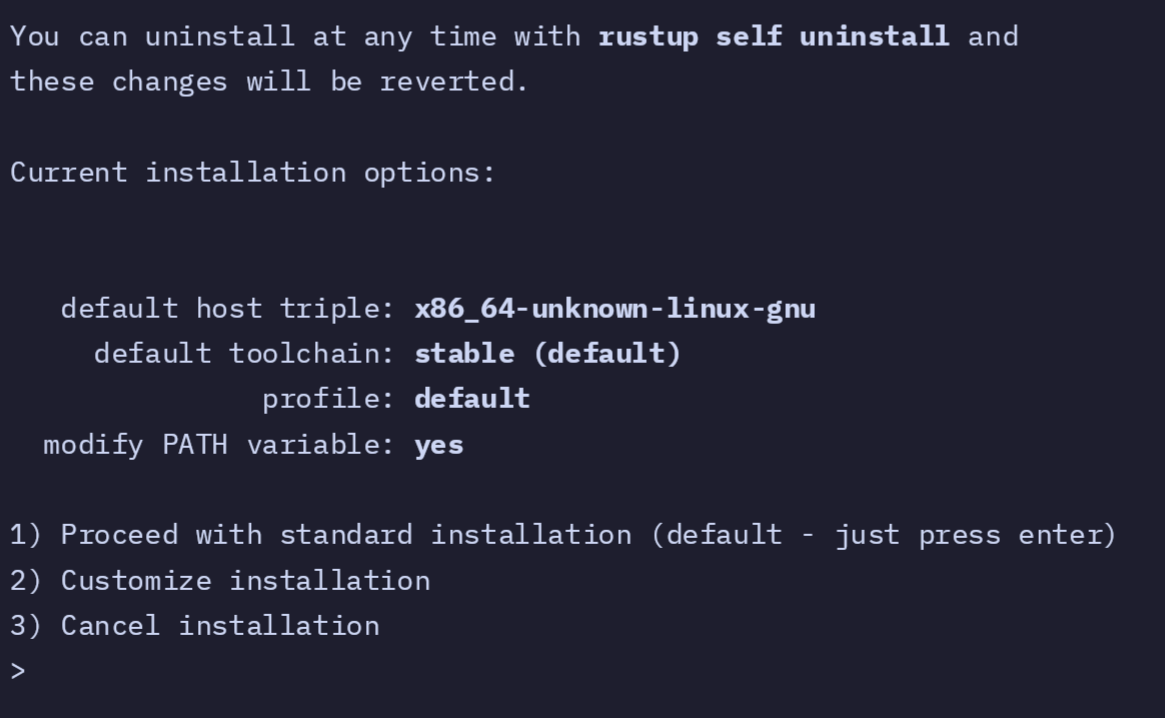 You can uninstall at any time with rustup self uninstall and
these changes will be reverted.
Current installation options:
default host triple: x86_64-unknown-linux-gnu
default toolchain: stable (default)
profile: default
modify PATH variable: yes
1) Proceed with standard installation (default - just press enter)
2) Customize installation
3) Cancel installation
>